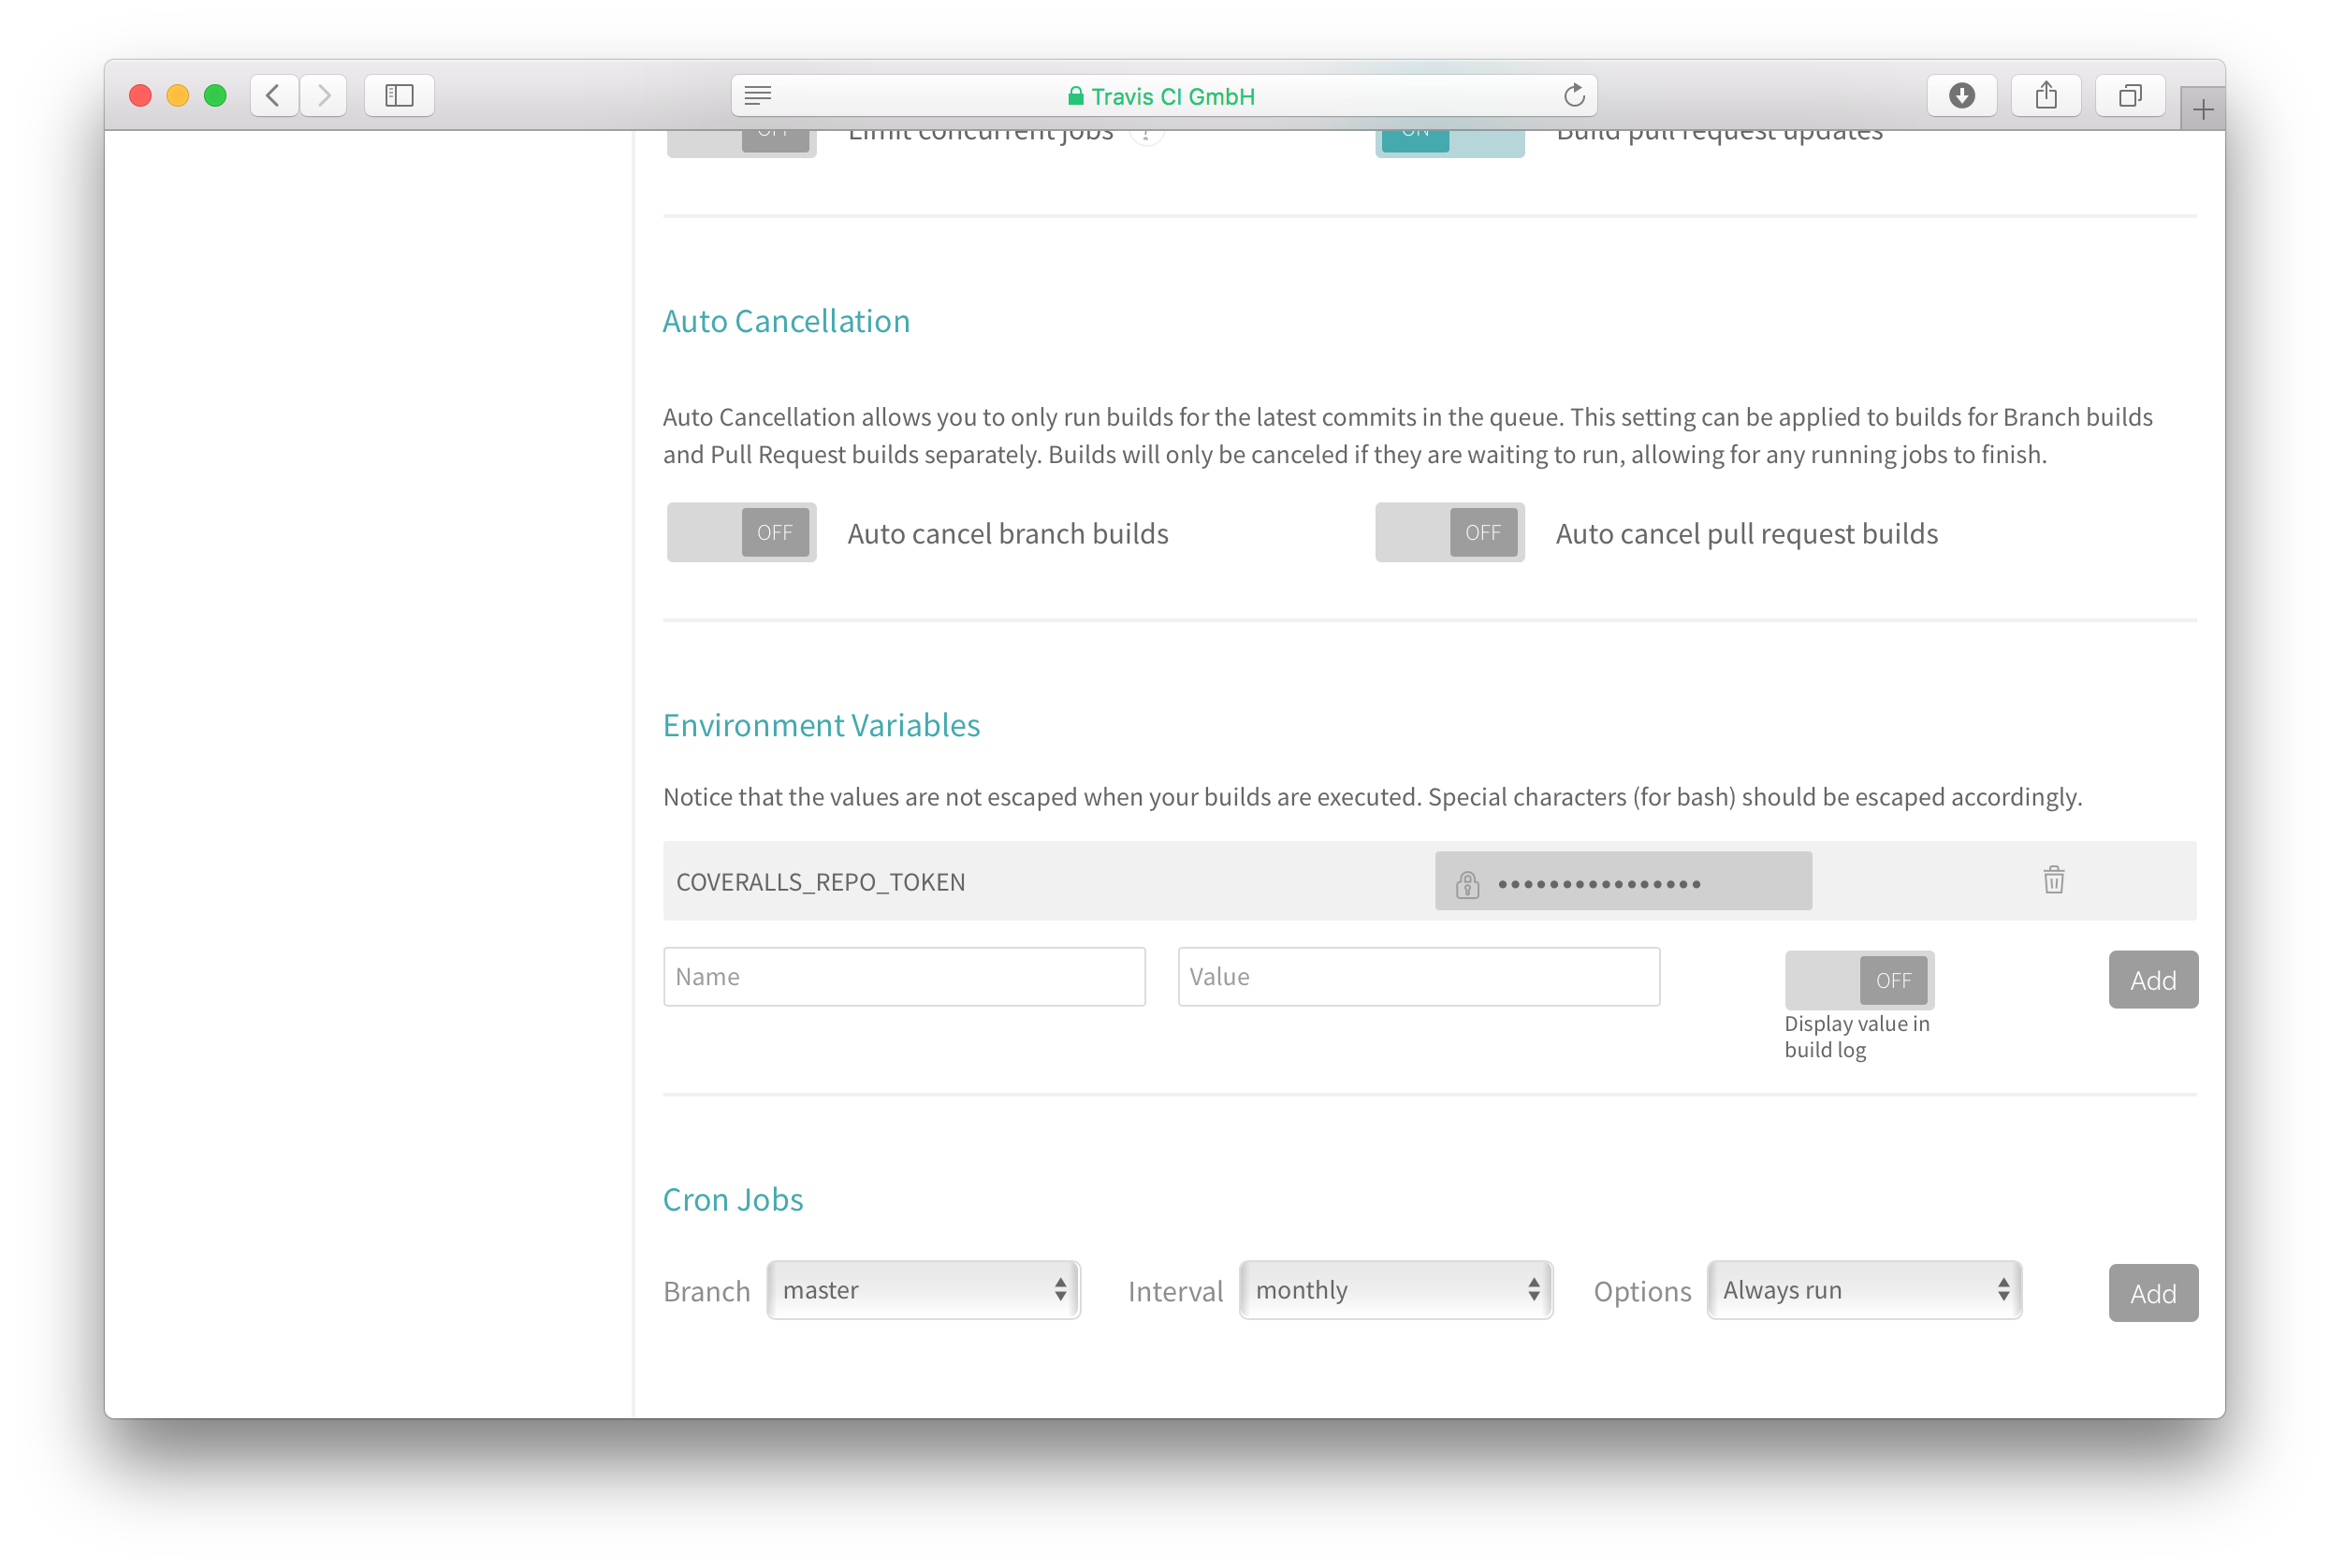 Travis CI GmbH
OFF Limit concurrent jobs ? ON Build pull request updates
Auto Cancellation
Auto Cancellation allows you to only run builds for the latest commits in the queue. This setting can be applied to builds for Branch builds
and Pull Request builds separately. Builds will only be canceled if they are waiting to run, allowing for any running jobs to finish.
OFF Auto cancel branch builds OFF Auto cancel pull request builds
Environment Variables
Notice that the values are not escaped when your builds are executed. Special characters (for bash) should be escaped accordingly.
COVERALLS_REPO_TOKEN ••••••••••••••••
Name Value OFF Add
Display value in
build log
Cron Jobs
Branch master Interval monthly Options Always run Add